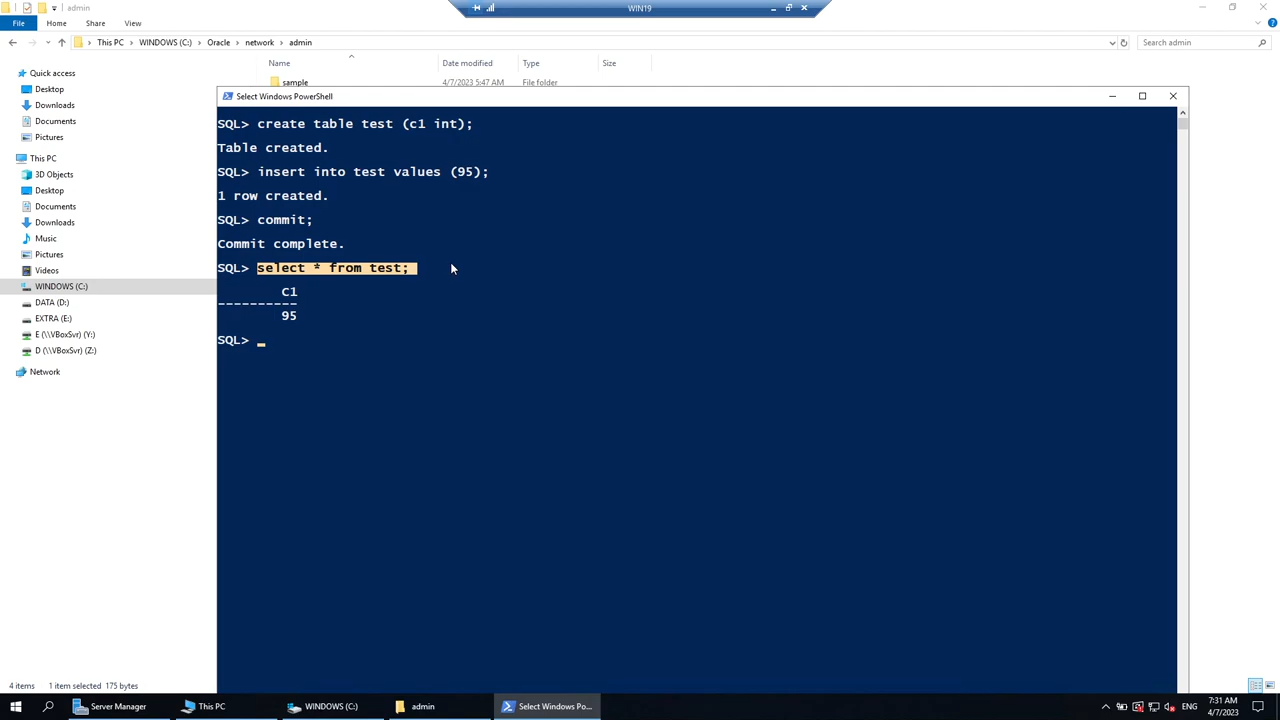 admin
WIN19
File
Home
Share
View
This PC
WINDOWS (C:)
Oracle
network
admin
Search admin
Name
Date modified
Type
Size
sample
4/7/2023 5:47 AM
File folder
Quick access
Desktop
Downloads
Documents
Pictures
This PC
3D Objects
Desktop
Documents
Downloads
Music
Pictures
Videos
WINDOWS (C:)
DATA (D:)
EXTRA (E:)
E (\\VBoxSvr) (Y:)
D (\\VBoxSvr) (Z:)
Network
Select Windows PowerShell
SQL> create table test (c1 int);
Table created.
SQL> insert into test values (95);
1 row created.
SQL> commit;
Commit complete.
SQL> select * from test;
C1
----------
95
SQL> _
4 items
1 item selected 175 bytes
Server Manager
This PC
WINDOWS (C:)
admin
Select Windows Po...
ENG
7:31 AM
4/7/2023